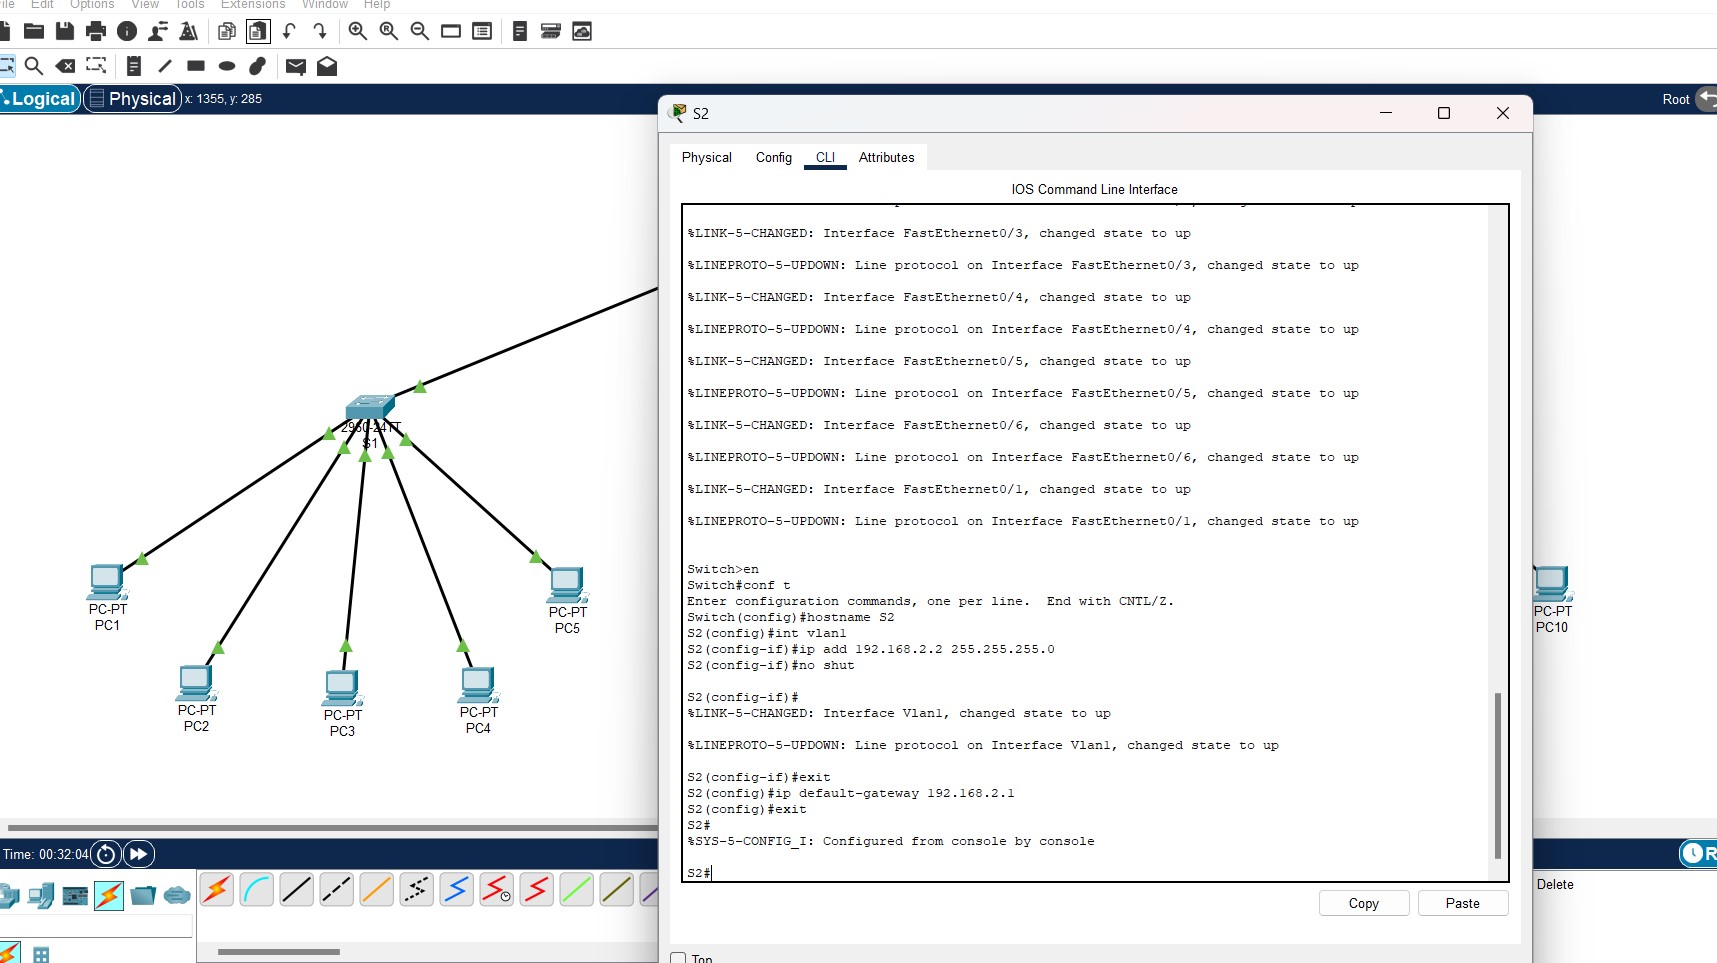 File Edit Options View Tools Extensions Window Help
Logical Physical x: 1355, y: 285
Root
S2
Physical Config CLI Attributes
IOS Command Line Interface
%LINK-5-CHANGED: Interface FastEthernet0/3, changed state to up
%LINEPROTO-5-UPDOWN: Line protocol on Interface FastEthernet0/3, changed state to up
%LINK-5-CHANGED: Interface FastEthernet0/4, changed state to up
%LINEPROTO-5-UPDOWN: Line protocol on Interface FastEthernet0/4, changed state to up
%LINK-5-CHANGED: Interface FastEthernet0/5, changed state to up
%LINEPROTO-5-UPDOWN: Line protocol on Interface FastEthernet0/5, changed state to up
%LINK-5-CHANGED: Interface FastEthernet0/6, changed state to up
%LINEPROTO-5-UPDOWN: Line protocol on Interface FastEthernet0/6, changed state to up
%LINK-5-CHANGED: Interface FastEthernet0/1, changed state to up
%LINEPROTO-5-UPDOWN: Line protocol on Interface FastEthernet0/1, changed state to up
Switch>en
Switch#conf t
Enter configuration commands, one per line.  End with CNTL/Z.
Switch(config)#hostname S2
S2(config)#int vlan1
S2(config-if)#ip add 192.168.2.2 255.255.255.0
S2(config-if)#no shut
S2(config-if)#
%LINK-5-CHANGED: Interface Vlan1, changed state to up
%LINEPROTO-5-UPDOWN: Line protocol on Interface Vlan1, changed state to up
S2(config-if)#exit
S2(config)#ip default-gateway 192.168.2.1
S2(config)#exit
S2#
%SYS-5-CONFIG_I: Configured from console by console
S2#
Copy Paste
Top
2960-24TT
S1
PC-PT
PC1
PC-PT
PC2
PC-PT
PC3
PC-PT
PC4
PC-PT
PC5
PC-PT
PC10
Time: 00:32:04
R
Delete